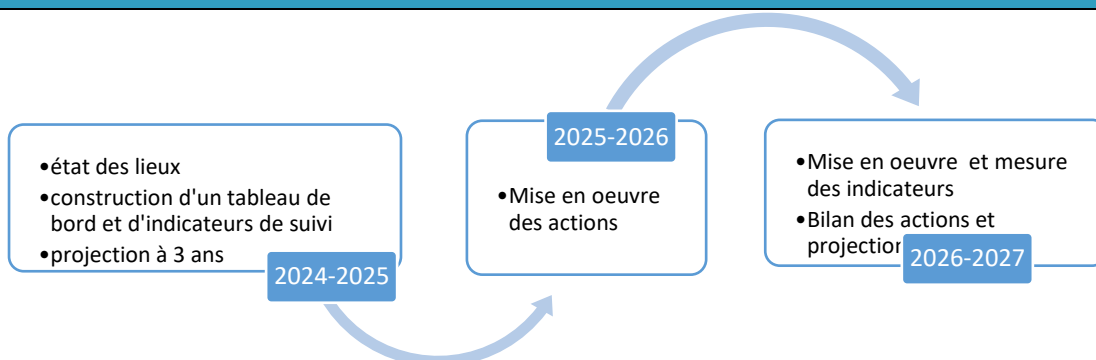 •état des lieux
•construction d'un tableau de
bord et d'indicateurs de suivi
•projection à 3 ans
2024-2025
2025-2026
•Mise en oeuvre
des actions
•Mise en oeuvre et mesure
des indicateurs
•Bilan des actions et
projection
2026-2027